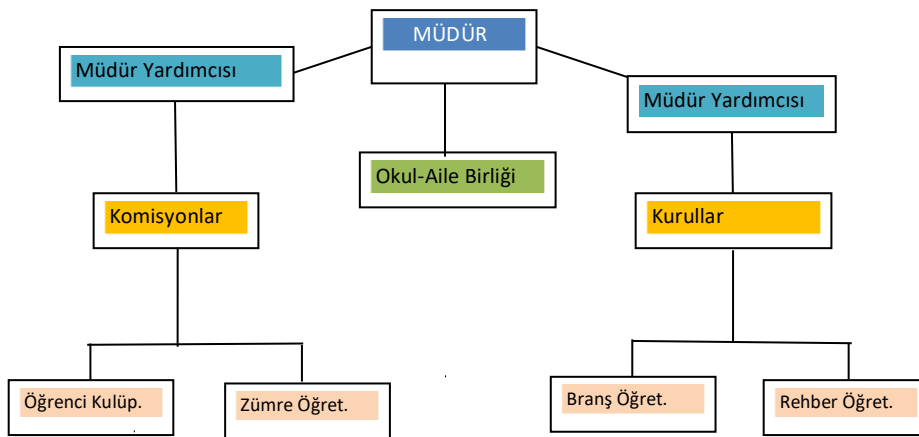 MÜDÜR
Müdür Yardımcısı
Müdür Yardımcısı
Okul-Aile Birliği
Komisyonlar
Kurullar
Öğrenci Kulüp.
Zümre Öğret.
Branş Öğret.
Rehber Öğret.